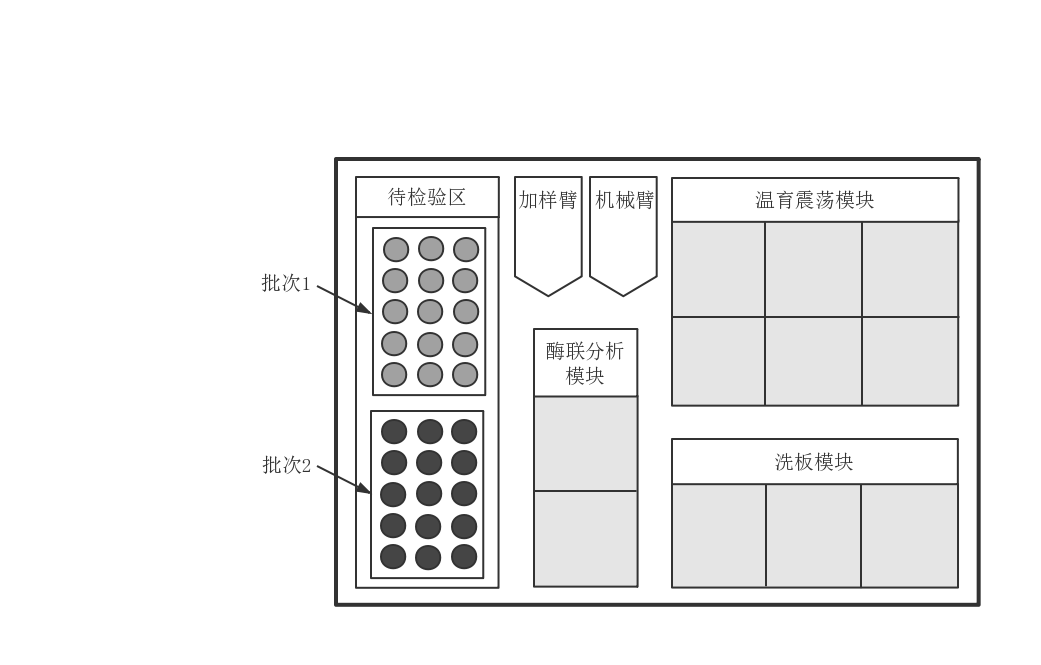 待检验区
加样臂
机械臂
温育震荡模块
批次1
酶联分析
模块
批次2
洗板模块